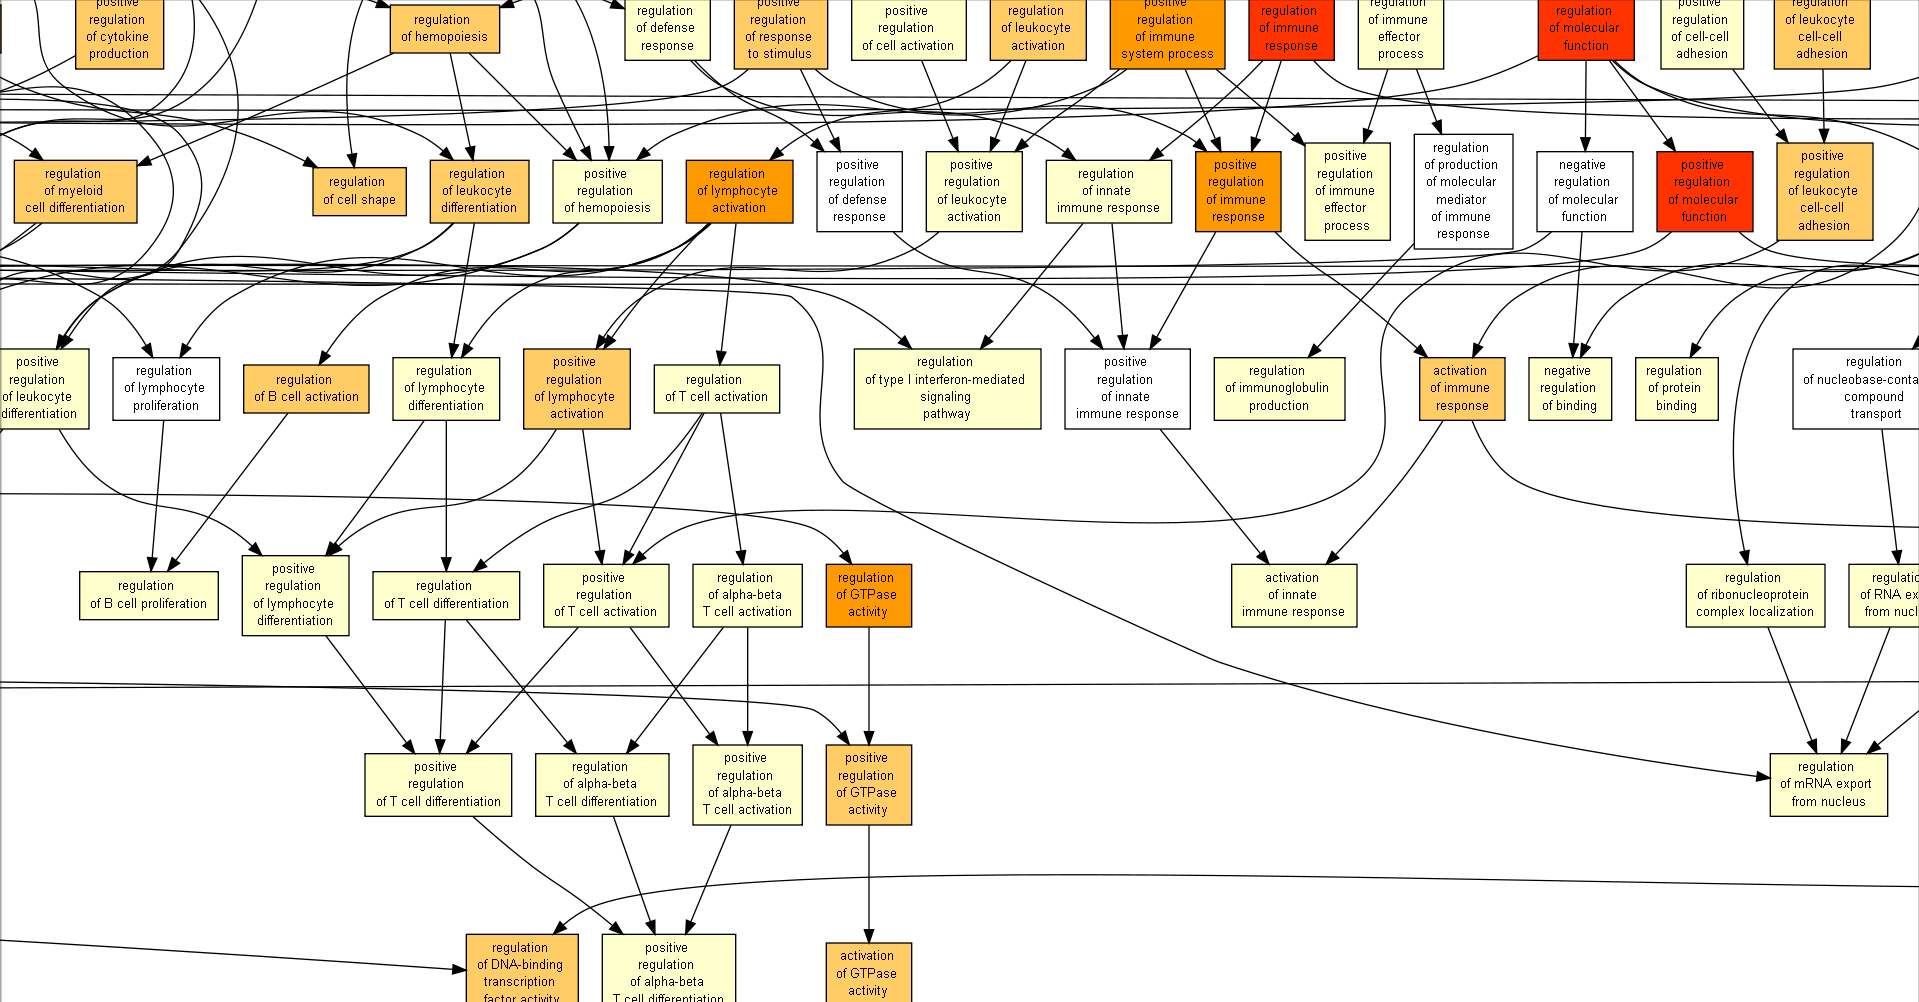 positive
regulation
of cytokine
production
regulation
of hemopoiesis
regulation
of defense
response
positive
regulation
of response
to stimulus
positive
regulation
of cell activation
regulation
of leukocyte
activation
positive
regulation
of immune
system process
regulation
of immune
response
regulation
of immune
effector
process
regulation
of molecular
function
positive
regulation
of cell-cell
adhesion
regulation
of leukocyte
cell-cell
adhesion
regulation
of myeloid
cell differentiation
regulation
of cell shape
regulation
of leukocyte
differentiation
positive
regulation
of hemopoiesis
regulation
of lymphocyte
activation
positive
regulation
of defense
response
positive
regulation
of leukocyte
activation
regulation
of innate
immune response
positive
regulation
of immune
response
positive
regulation
of immune
effector
process
regulation
of production
of molecular
mediator
of immune
response
negative
regulation
of molecular
function
positive
regulation
of molecular
function
positive
regulation
of leukocyte
cell-cell
adhesion
positive
regulation
of leukocyte
differentiation
regulation
of lymphocyte
proliferation
regulation
of B cell activation
regulation
of lymphocyte
differentiation
positive
regulation
of lymphocyte
activation
regulation
of T cell activation
regulation
of type I interferon-mediated
signaling
pathway
positive
regulation
of innate
immune response
regulation
of immunoglobulin
production
activation
of immune
response
negative
regulation
of binding
regulation
of protein
binding
regulation
of nucleobase-conta
compound
transport
regulation
of B cell proliferation
positive
regulation
of lymphocyte
differentiation
regulation
of T cell differentiation
positive
regulation
of T cell activation
regulation
of alpha-beta
T cell activation
regulation
of GTPase
activity
activation
of innate
immune response
regulation
of ribonucleoprotein
complex localization
regulatio
of RNA ex
from nucl
positive
regulation
of T cell differentiation
regulation
of alpha-beta
T cell differentiation
positive
regulation
of alpha-beta
T cell activation
positive
regulation
of GTPase
activity
regulation
of mRNA export
from nucleus
regulation
of DNA-binding
transcription
factor activity
positive
regulation
of alpha-beta
T cell differentiation
activation
of GTPase
activity